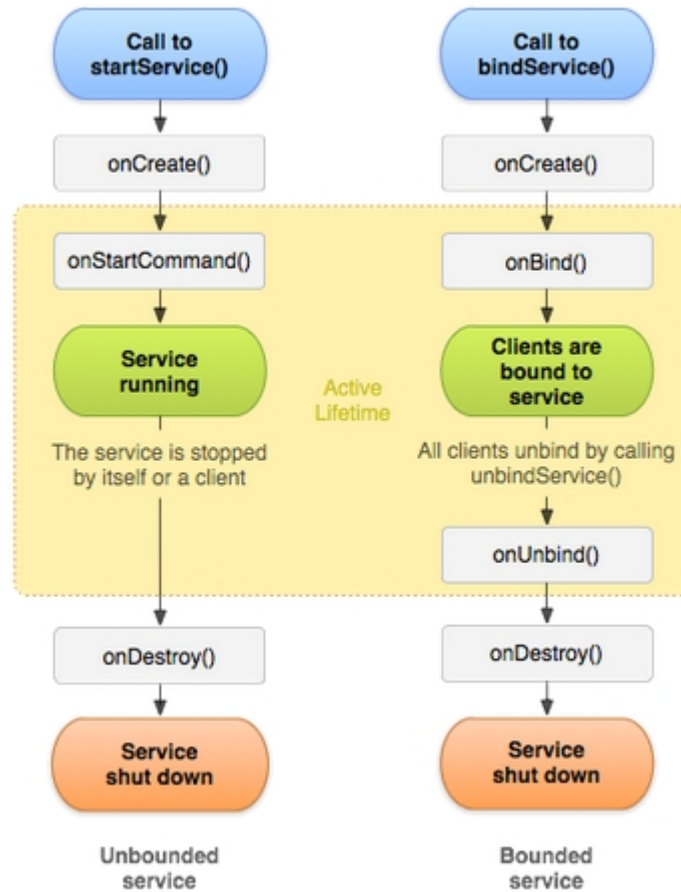 Call to
startService()
onCreate()
onStartCommand()
Service
running
The service is stopped
by itself or a client
onDestroy()
Service
shut down
Unbounded
service
Active
Lifetime
Call to
bindService()
onCreate()
onBind()
Clients are
bound to
service
All clients unbind by calling
unbindService()
onUnbind()
onDestroy()
Service
shut down
Bounded
service